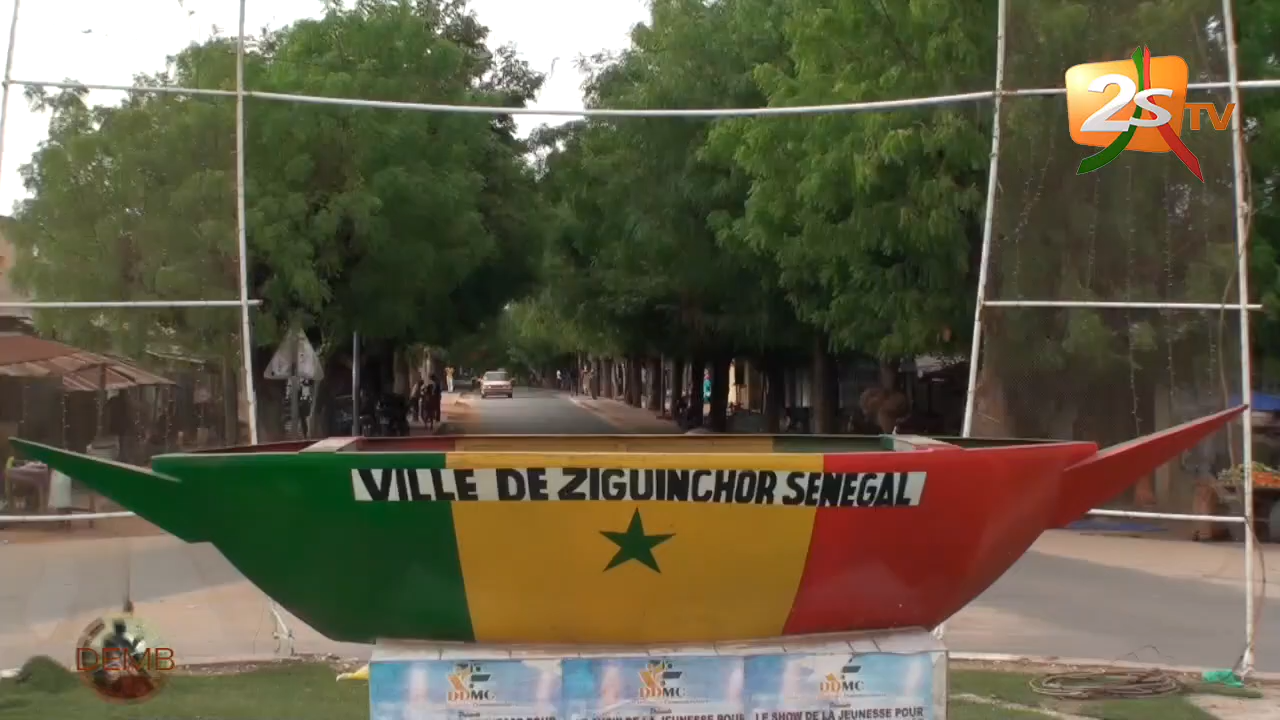 2S TV
VILLE DE ZIGUINCHOR SENEGAL
DEMB
DDMC
DDMC
DDMC
LE SHOW DE LA JEUNESSE POUR